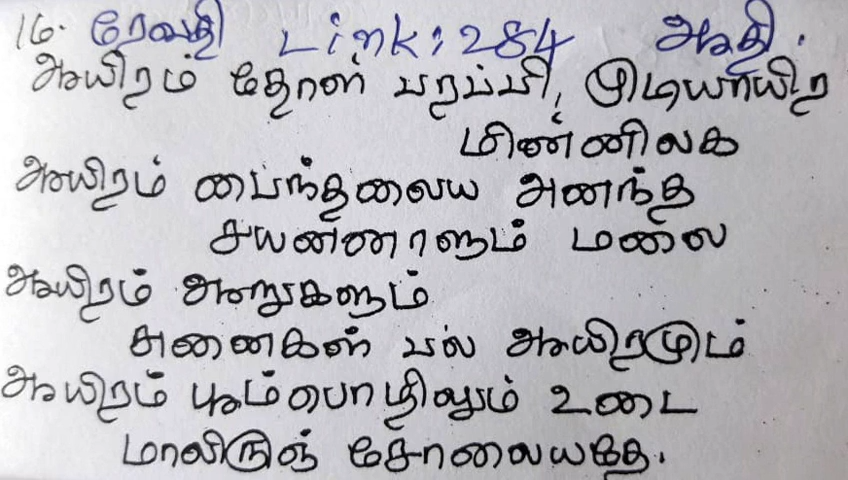 16. ரேவதி Link: 284 ஆதி.
ஆயிரம் தோள் பரப்பி, முடியாயிர
மின்னிலக
ஆயிரம் பைந்தலைய அனந்த
சயனனாளும் மலை
ஆயிரம் ஆறுகளும்
சுனைகள் பல ஆயிரமும்
ஆயிரம் பூம்பொழிலும் உடை
மாலிருஞ் சோலையதே.